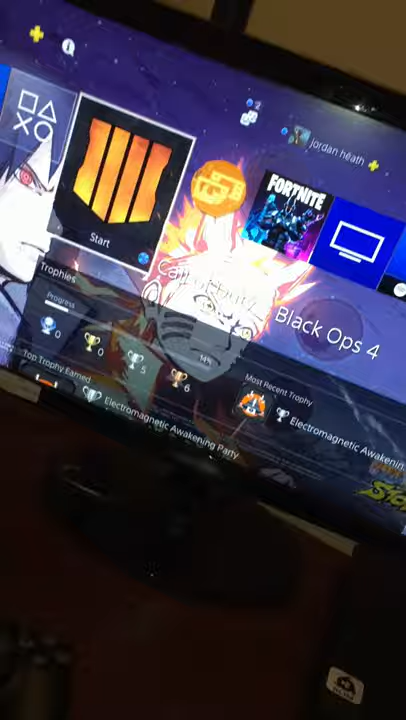 2
jordan heath
FORTNITE
Start
Call of Duty®: Black Ops 4
Trophies
Progress
14%
0
0
5
6
Top Trophy Earned
Electromagnetic Awakening Party
Most Recent Trophy
Electromagnetic Awakenin